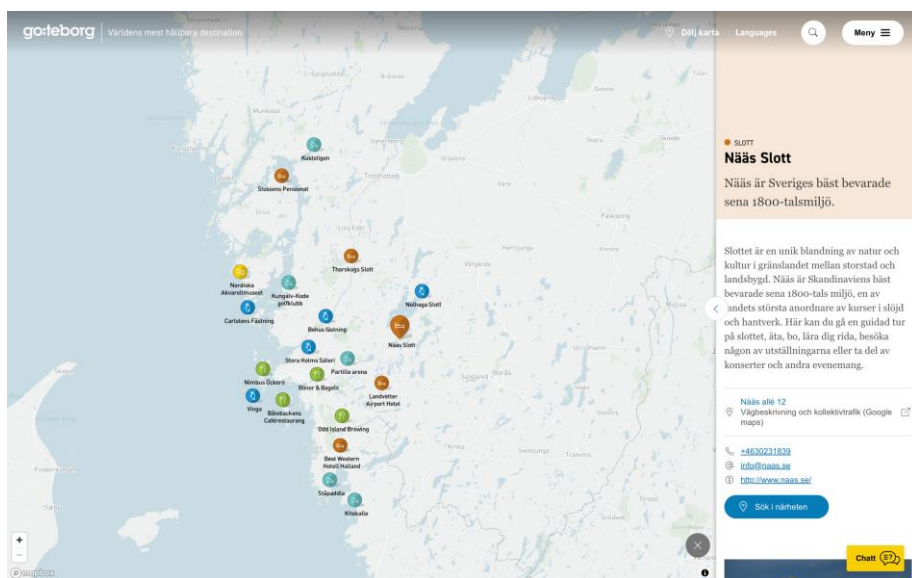 go:teborg
Världens mest hållbara destination
Dölj karta
Languages
Meny
Kuststigen
Slussens Pensionat
Thorskogs Slott
Nordiska
Akvarellmuseet
Kungälv-Kode
golfklubb
Nolhaga Slott
Carlstens Fästning
Bohus fästning
Nääs Slott
Stora Holms Säteri
Partille arena
Nimbus Öckerö
Bönor & Bagels
Landvetter
Airport Hotel
Vinga
Båtebackens
Caférestaurang
Odd Island Brewing
Best Western
Hotell Halland
Ståpaddla
Kitekalle
mapbox
SLOTT
Nääs Slott
Nääs är Sveriges bäst bevarade
sena 1800-talsmiljö.
Slottet är en unik blandning av natur och
kultur i gränslandet mellan storstad och
landsbygd. Nääs är Skandinaviens bäst
bevarade sena 1800-tals miljö, en av
landets största anordnare av kurser i slöjd
och hantverk. Här kan du gå en guidad tur
på slottet, äta, bo, lära dig rida, besöka
någon av utställningarna eller ta del av
konserter och andra evenemang.
Nääs allé 12
Vägbeskrivning och kollektivtrafik (Google
maps)
+4630231839
info@naas.se
http://www.naas.se/
Sök i närheten
Chatt